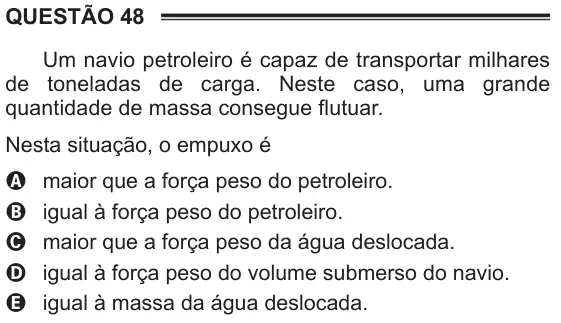 QUESTÃO 48
Um navio petroleiro é capaz de transportar milhares
de toneladas de carga. Neste caso, uma grande
quantidade de massa consegue flutuar.
Nesta situação, o empuxo é
A maior que a força peso do petroleiro.
B igual à força peso do petroleiro.
C maior que a força peso da água deslocada.
D igual à força peso do volume submerso do navio.
E igual à massa da água deslocada.